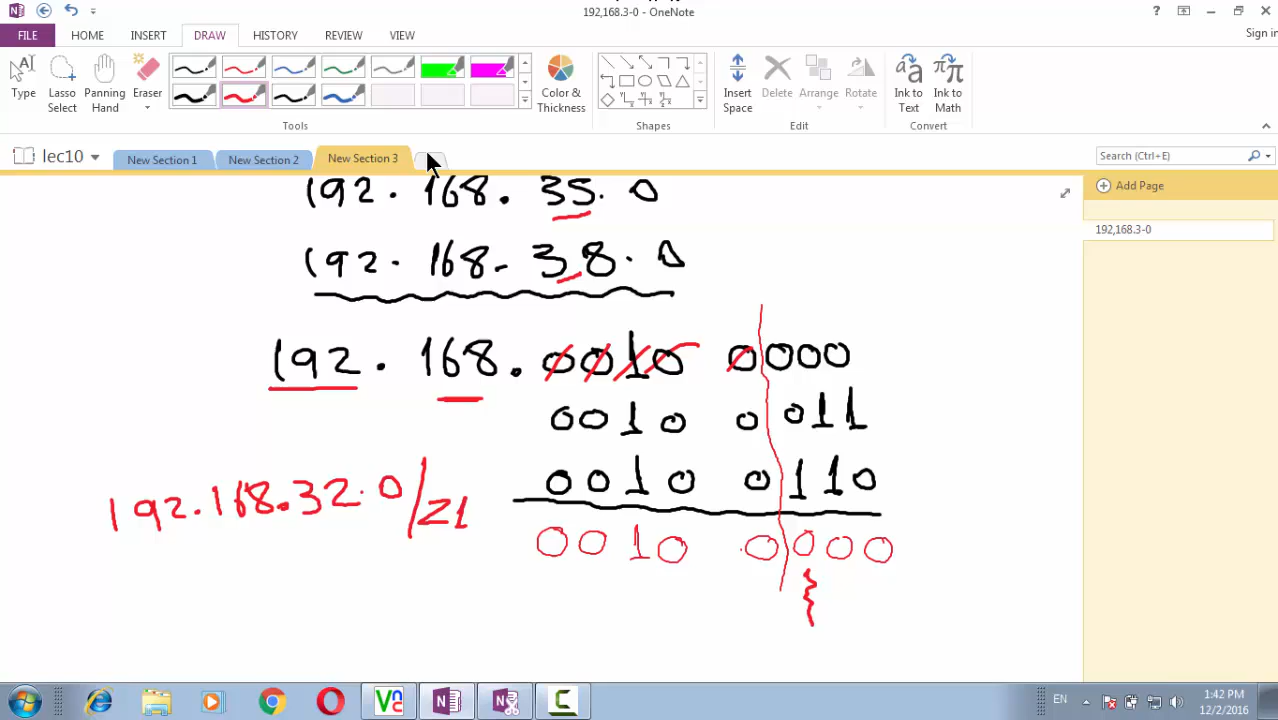 192,168.3-0 - OneNote
Sign in
FILE HOME INSERT DRAW HISTORY REVIEW VIEW
Type
Lasso Select
Panning Hand
Eraser
Color & Thickness
Insert Space
Delete
Arrange
Rotate
Ink to Text
Ink to Math
Tools
Shapes
Edit
Convert
lec10
New Section 1
New Section 2
New Section 3
Search (Ctrl+E)
Add Page
192,168.3-0
192.168.35.0
192.168.38.0
192.168.0010 0000
0010 0011
0010 0110
192.168.32.0/21
0010 0000
EN
1:42 PM
12/2/2016